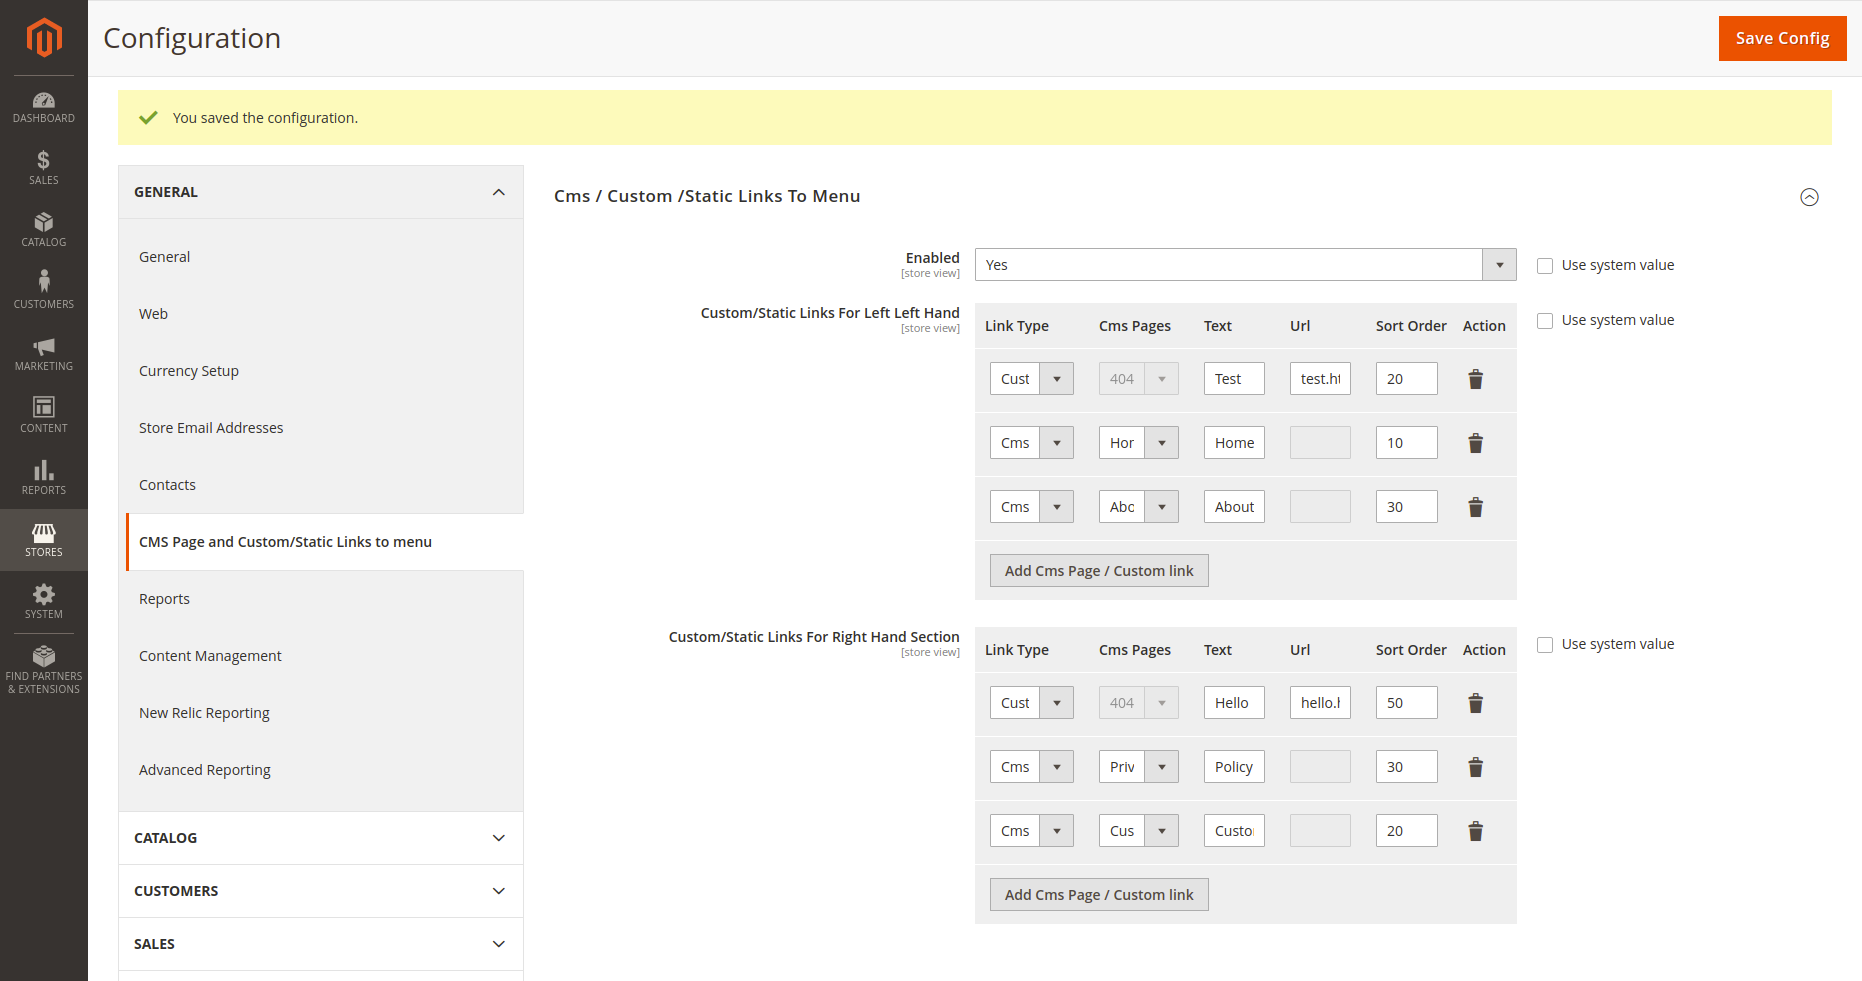 Configuration
Save Config
DASHBOARD
SALES
CATALOG
CUSTOMERS
MARKETING
CONTENT
REPORTS
STORES
SYSTEM
FIND PARTNERS
& EXTENSIONS
You saved the configuration.
GENERAL
General
Web
Currency Setup
Store Email Addresses
Contacts
CMS Page and Custom/Static Links to menu
Reports
Content Management
New Relic Reporting
Advanced Reporting
CATALOG
CUSTOMERS
SALES
Cms / Custom /Static Links To Menu
Enabled Yes Use system value
[store view]
Custom/Static Links For Left Left Hand Use system value
[store view]
Link Type Cms Pages Text Url Sort Order Action
Cust 404 Test test.ht 20
Cms Hor Home 10
Cms Abc About 30
Add Cms Page / Custom link
Custom/Static Links For Right Hand Section Use system value
[store view]
Link Type Cms Pages Text Url Sort Order Action
Cust 404 Hello hello.h 50
Cms Priv Policy 30
Cms Cus Custo 20
Add Cms Page / Custom link